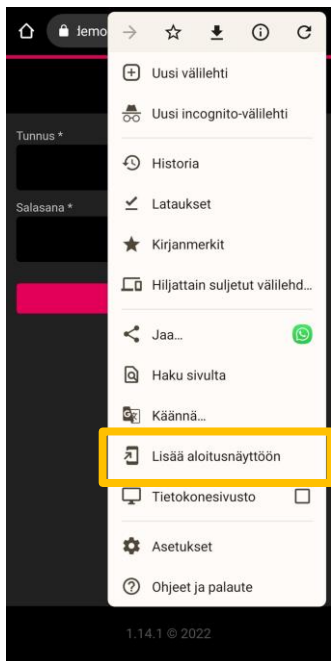 demo
Uusi välilehti
Uusi incognito-välilehti
Tunnus *
Historia
Salasana *
Lataukset
Kirjanmerkit
Hiljattain suljetut välilehd...
Jaa...
Haku sivulta
Käännä...
Lisää aloitusnäyttöön
Tietokonesivusto
Asetukset
Ohjeet ja palaute
1.14.1 © 2022